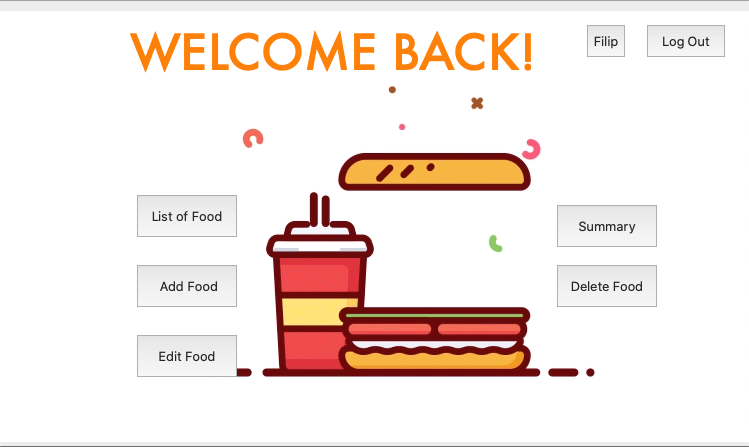 WELCOME BACK!
Filip
Log Out
List of Food
Summary
Add Food
Delete Food
Edit Food